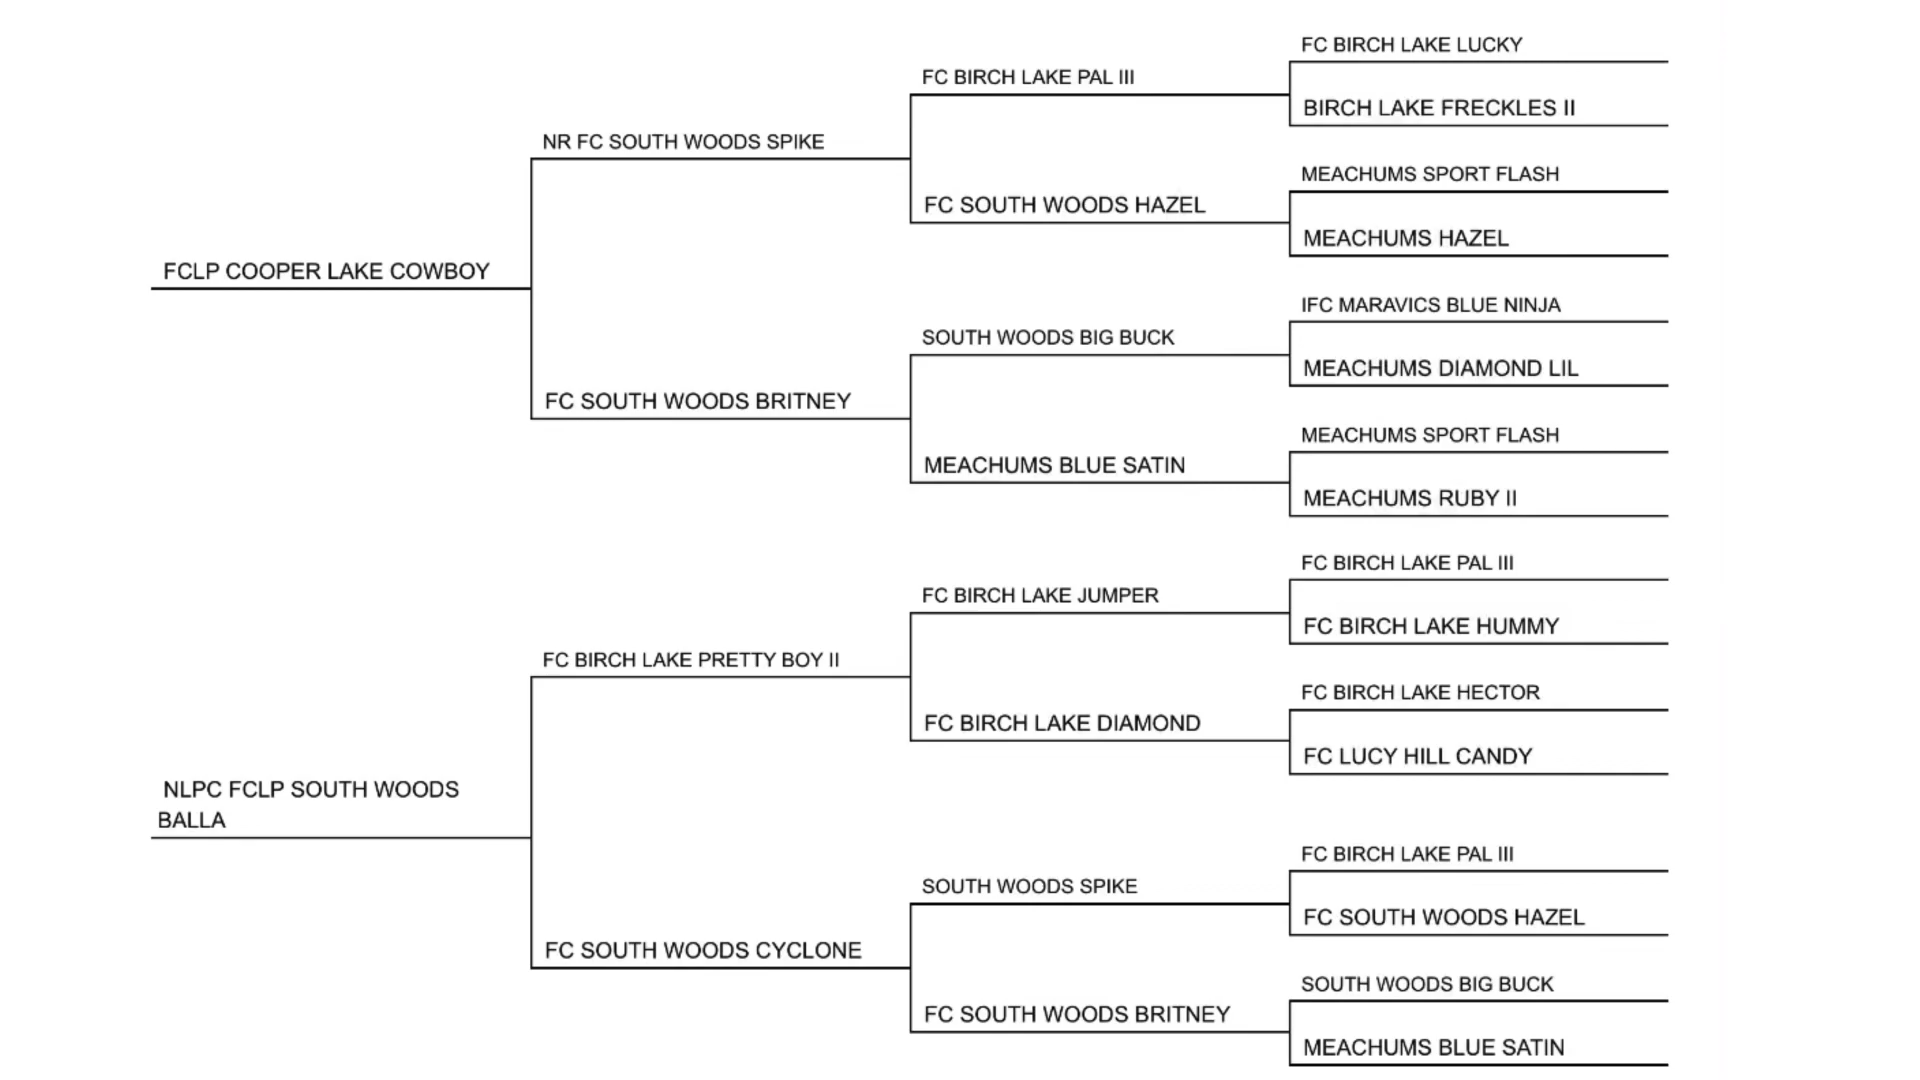 FC BIRCH LAKE LUCKY
FC BIRCH LAKE PAL III
BIRCH LAKE FRECKLES II
NR FC SOUTH WOODS SPIKE
MEACHUMS SPORT FLASH
FC SOUTH WOODS HAZEL
MEACHUMS HAZEL
FCLP COOPER LAKE COWBOY
IFC MARAVICS BLUE NINJA
SOUTH WOODS BIG BUCK
MEACHUMS DIAMOND LIL
FC SOUTH WOODS BRITNEY
MEACHUMS SPORT FLASH
MEACHUMS BLUE SATIN
MEACHUMS RUBY II
FC BIRCH LAKE PAL III
FC BIRCH LAKE JUMPER
FC BIRCH LAKE HUMMY
FC BIRCH LAKE PRETTY BOY II
FC BIRCH LAKE HECTOR
FC BIRCH LAKE DIAMOND
FC LUCY HILL CANDY
NLPC FCLP SOUTH WOODS
BALLA
FC BIRCH LAKE PAL III
SOUTH WOODS SPIKE
FC SOUTH WOODS HAZEL
FC SOUTH WOODS CYCLONE
SOUTH WOODS BIG BUCK
FC SOUTH WOODS BRITNEY
MEACHUMS BLUE SATIN